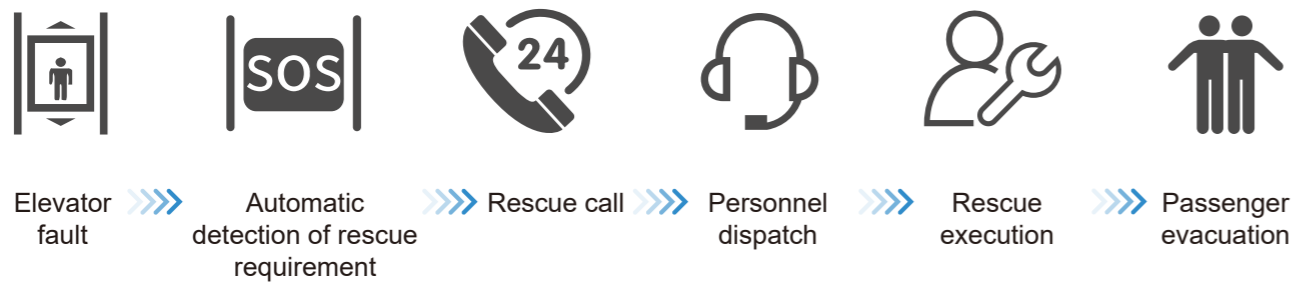 SOS
24
Elevator
fault
Automatic
detection of rescue
requirement
Rescue call
Personnel
dispatch
Rescue
execution
Passenger
evacuation